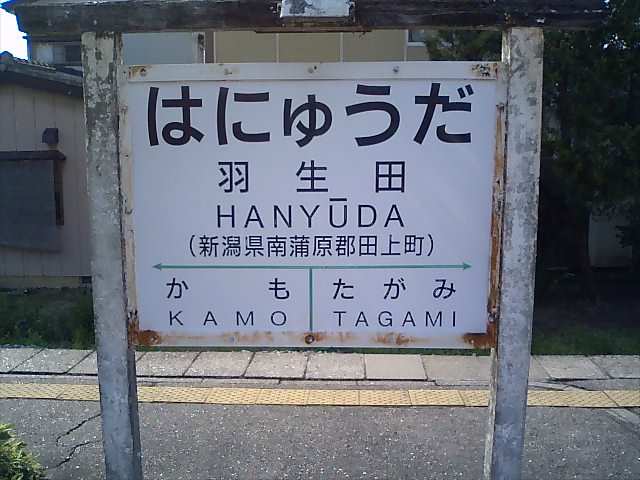 はにゅうだ
羽生田
HANYŪDA
(新潟県南蒲原郡田上町)
かも たがみ
KAMO TAGAMI